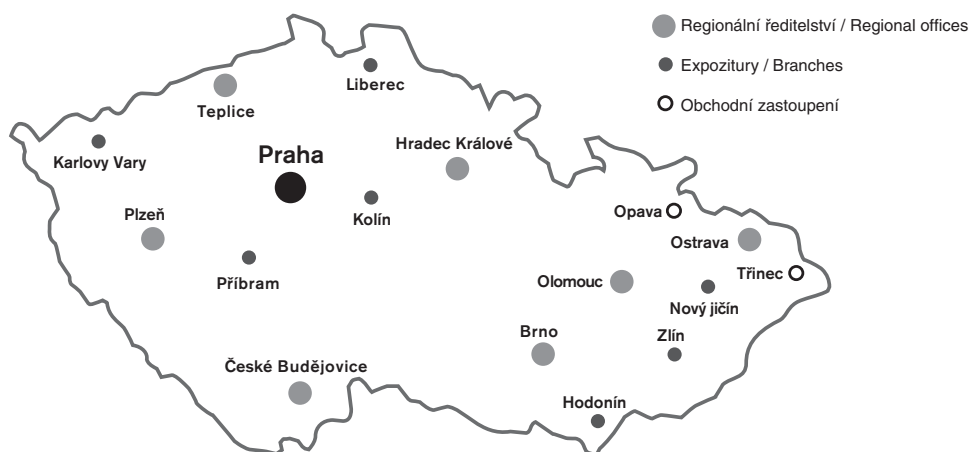 Regionální ředitelství / Regional offices
Expozitury / Branches
Obchodní zastoupení
Liberec
Teplice
Hradec Králové
Praha
Karlovy Vary
Kolín
Plzeň
Opava
Ostrava
Třinec
Příbram
Olomouc
Nový jičín
Brno
Zlín
České Budějovice
Hodonín